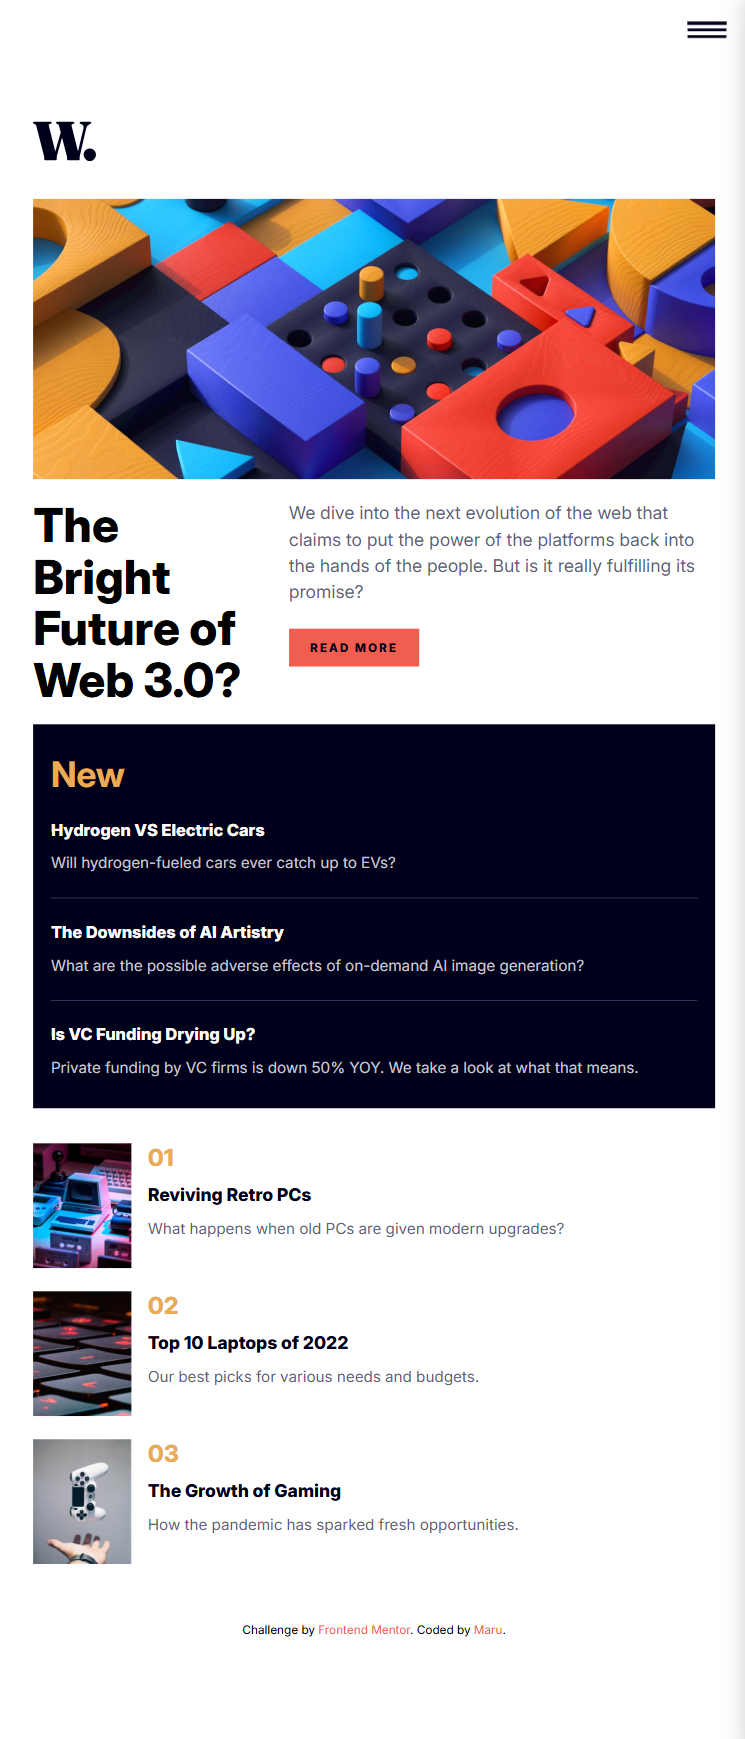 W.
The
Bright
Future of
Web 3.0?
We dive into the next evolution of the web that
claims to put the power of the platforms back into
the hands of the people. But is it really fulfilling its
promise?
READ MORE
New
Hydrogen VS Electric Cars
Will hydrogen-fueled cars ever catch up to EVs?
The Downsides of AI Artistry
What are the possible adverse effects of on-demand AI image generation?
Is VC Funding Drying Up?
Private funding by VC firms is down 50% YOY. We take a look at what that means.
01
Reviving Retro PCs
What happens when old PCs are given modern upgrades?
02
Top 10 Laptops of 2022
Our best picks for various needs and budgets.
03
The Growth of Gaming
How the pandemic has sparked fresh opportunities.
Challenge by Frontend Mentor. Coded by Maru.